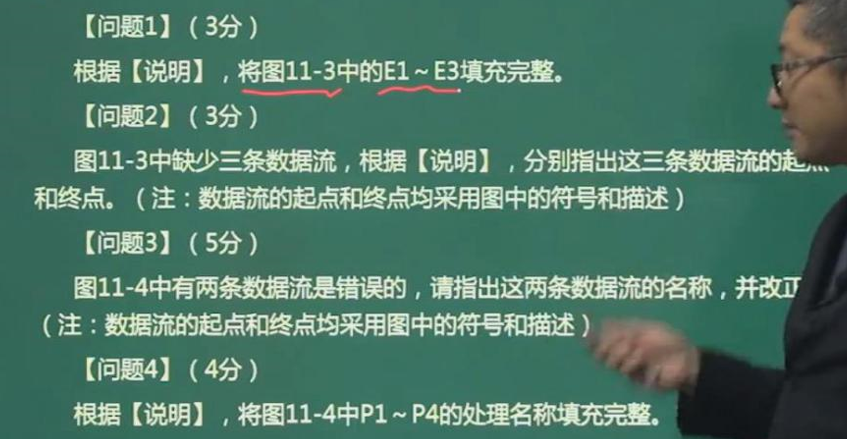 【问题1】（3分）
根据【说明】，将图11-3中的E1～E3填充完整。
【问题2】（3分）
图11-3中缺少三条数据流，根据【说明】，分别指出这三条数据流的起
和终点。（注：数据流的起点和终点均采用图中的符号和描述）
【问题3】（5分）
图11-4中有两条数据流是错误的，请指出这两条数据流的名称，并改正
（注：数据流的起点和终点均采用图中的符号和描述）
【问题4】（4分）
根据【说明】，将图11-4中P1～P4的处理名称填充完整。